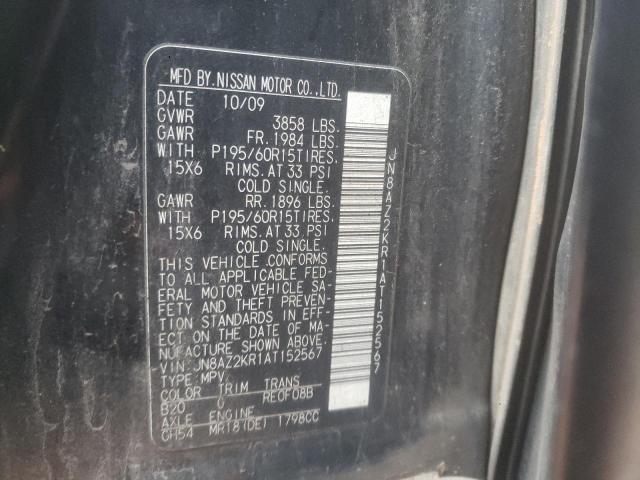 MFD BY.NISSAN MOTOR CO.,LTD.
DATE 10/09
GVWR 3858 LBS.
GAWR FR. 1984 LBS.
WITH P195/60R15TIRES.
15X6 RIMS.AT 33 PSI
COLD SINGLE.
GAWR RR. 1896 LBS.
WITH P195/60R15TIRES.
15X6 RIMS.AT 33 PSI
COLD SINGLE.
THIS VEHICLE CONFORMS
TO ALL APPLICABLE FED-
ERAL MOTOR VEHICLE SA-
FETY AND THEFT PREVEN-
TION STANDARDS IN EFF-
ECT ON THE DATE OF MA-
NUFACTURE SHOWN ABOVE.
VIN: JN8AZ2KR1AT152567
TYPE:MPV
COLOR TRIM TRANS
B20 REOF08B
AXLE ENGINE
GH54 MR18(DE) 1798CC
JN8AZ2KR1AT152567